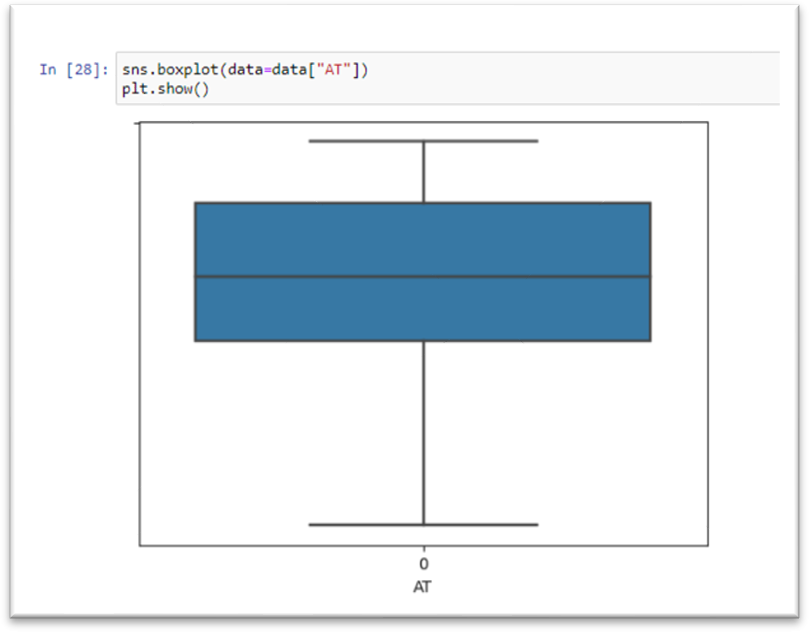 In [28]: sns.boxplot(data=data["AT"])
plt.show()
0
AT